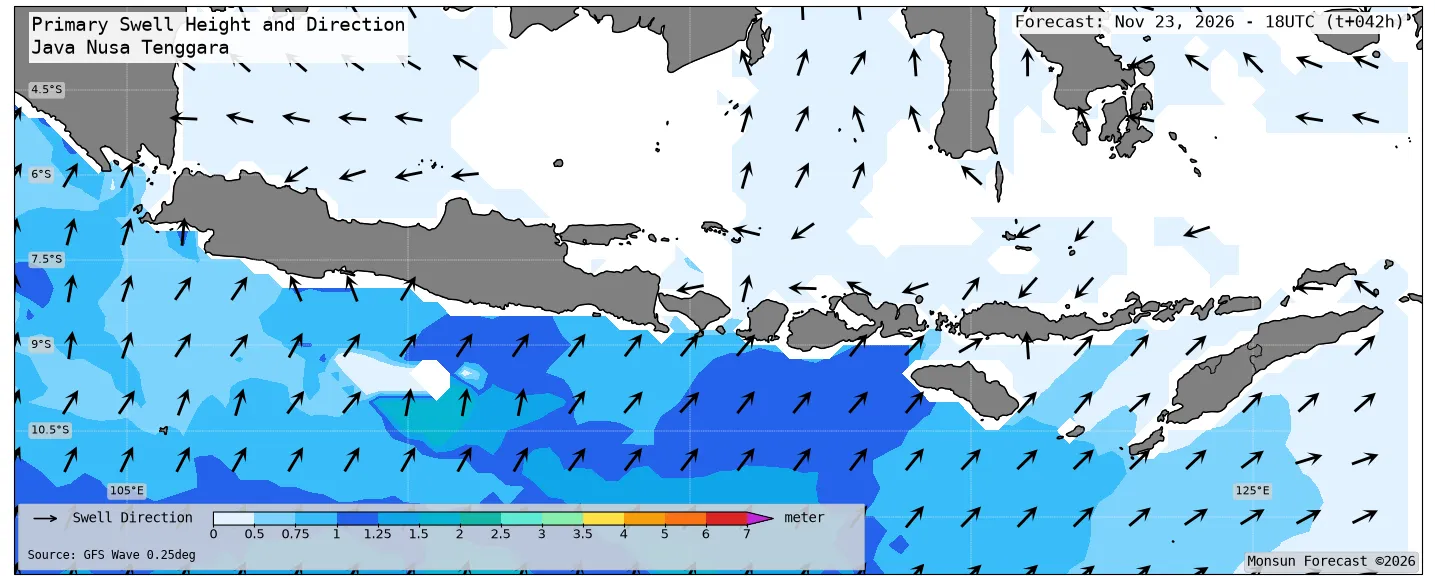 Primary Swell Height and Direction
Java Nusa Tenggara
Forecast: Nov 23, 2026 - 18UTC (t+042h)
4.5°S
6°S
7.5°S
9°S
10.5°S
105°E
125°E
Swell Direction
0 0.5 0.75 1 1.25 1.5 2 2.5 3 3.5 4 5 6 7
meter
Source: GFS Wave 0.25deg
Monsun Forecast ©2026